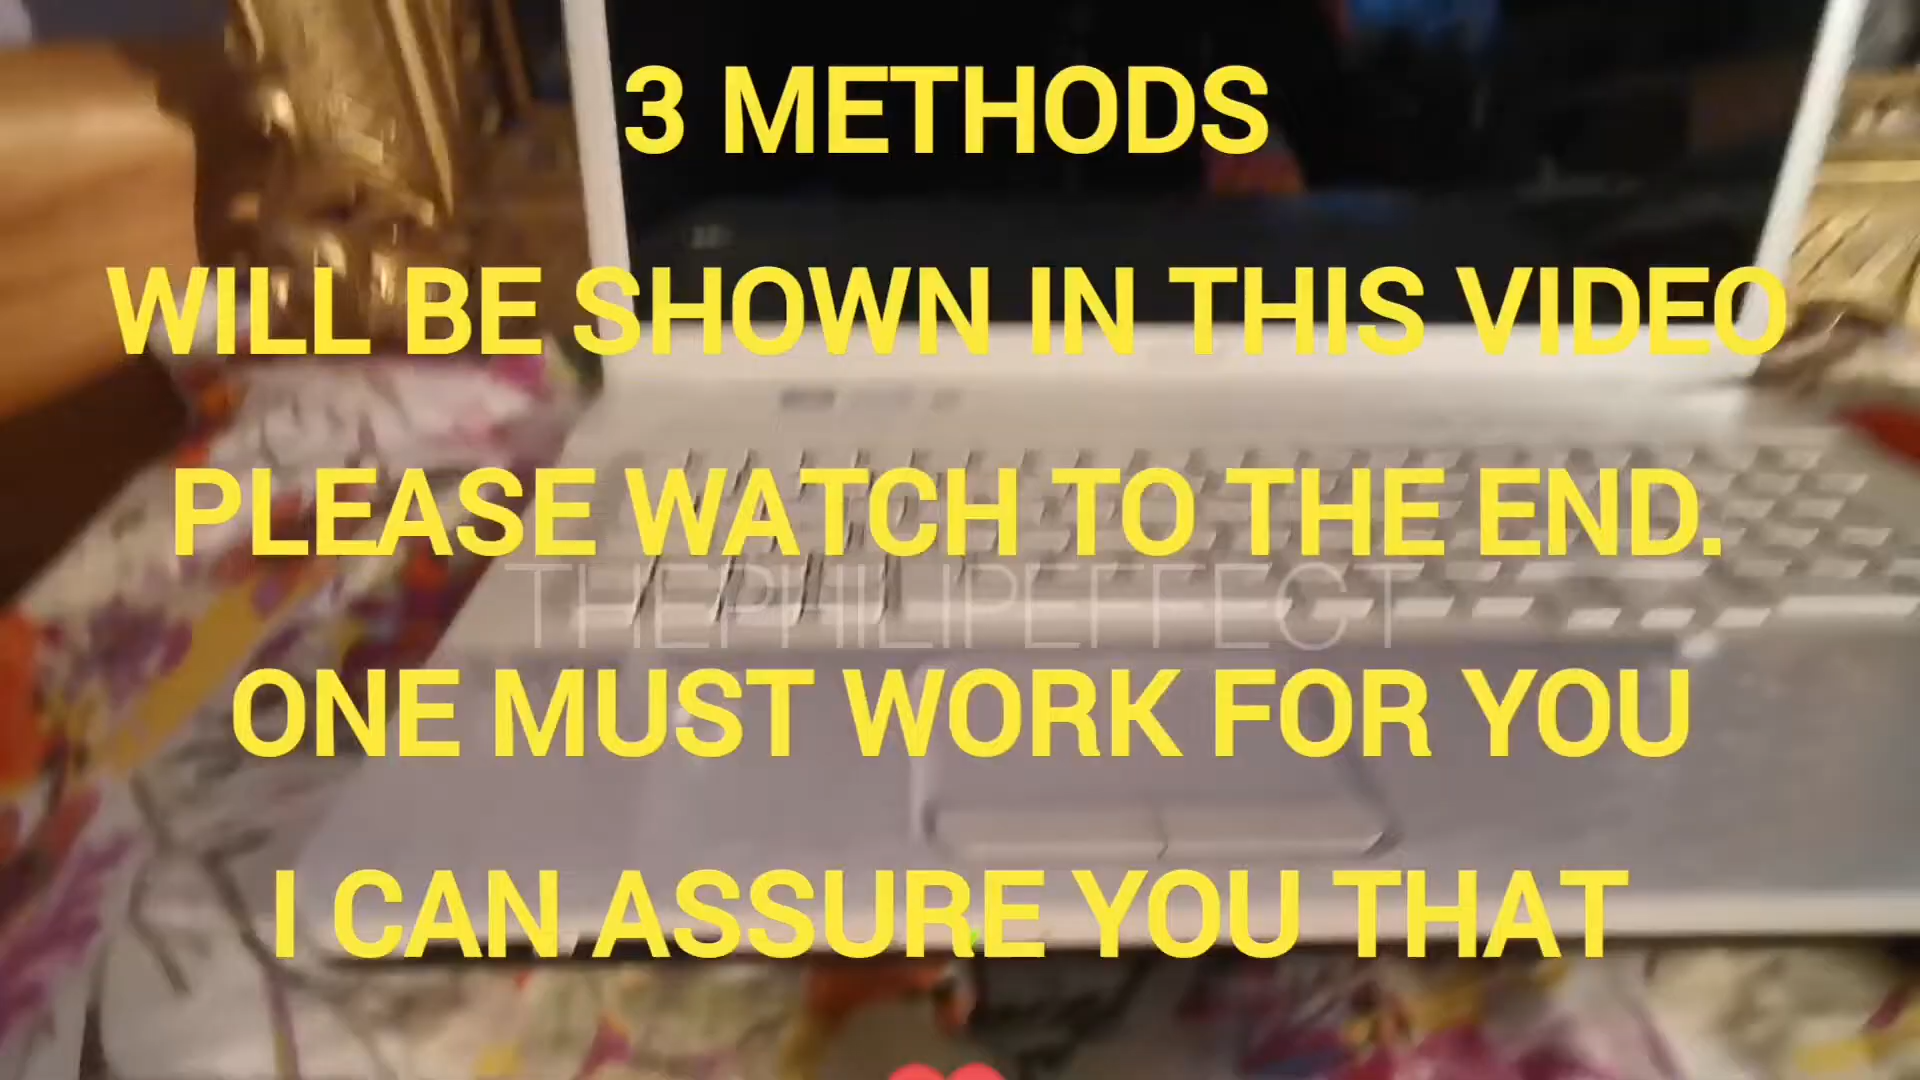 3 METHODS
WILL BE SHOWN IN THIS VIDEO
PLEASE WATCH TO THE END.
THEPHILIPEFFECT
ONE MUST WORK FOR YOU
I CAN ASSURE YOU THAT